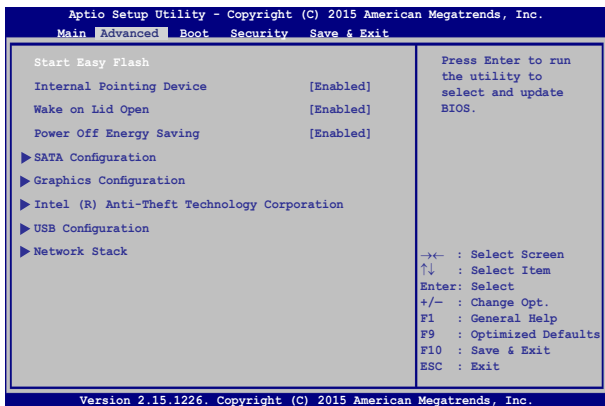 Aptio Setup Utility - Copyright (C) 2015 American Megatrends, Inc.
Main Advanced Boot Security Save & Exit
Start Easy Flash
Internal Pointing Device [Enabled]
Wake on Lid Open [Enabled]
Power Off Energy Saving [Enabled]
SATA Configuration
Graphics Configuration
Intel (R) Anti-Theft Technology Corporation
USB Configuration
Network Stack
Press Enter to run
the utility to
select and update
BIOS.
→← : Select Screen
↑↓ : Select Item
Enter: Select
+/— : Change Opt.
F1 : General Help
F9 : Optimized Defaults
F10 : Save & Exit
ESC : Exit
Version 2.15.1226. Copyright (C) 2015 American Megatrends, Inc.